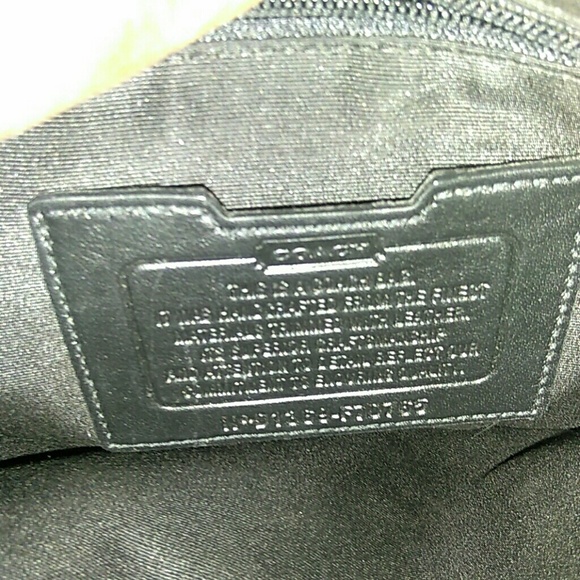 COACH
THIS IS A COACH BAG.
IT WAS HANDCRAFTED FROM THE FINEST
MATERIALS TRIMMED WITH LEATHER.
ITS SUPERIOR CRAFTSMANSHIP
AND ATTENTION TO DETAIL REFLECT OUR
COMMITMENT TO ENDURING QUALITY.